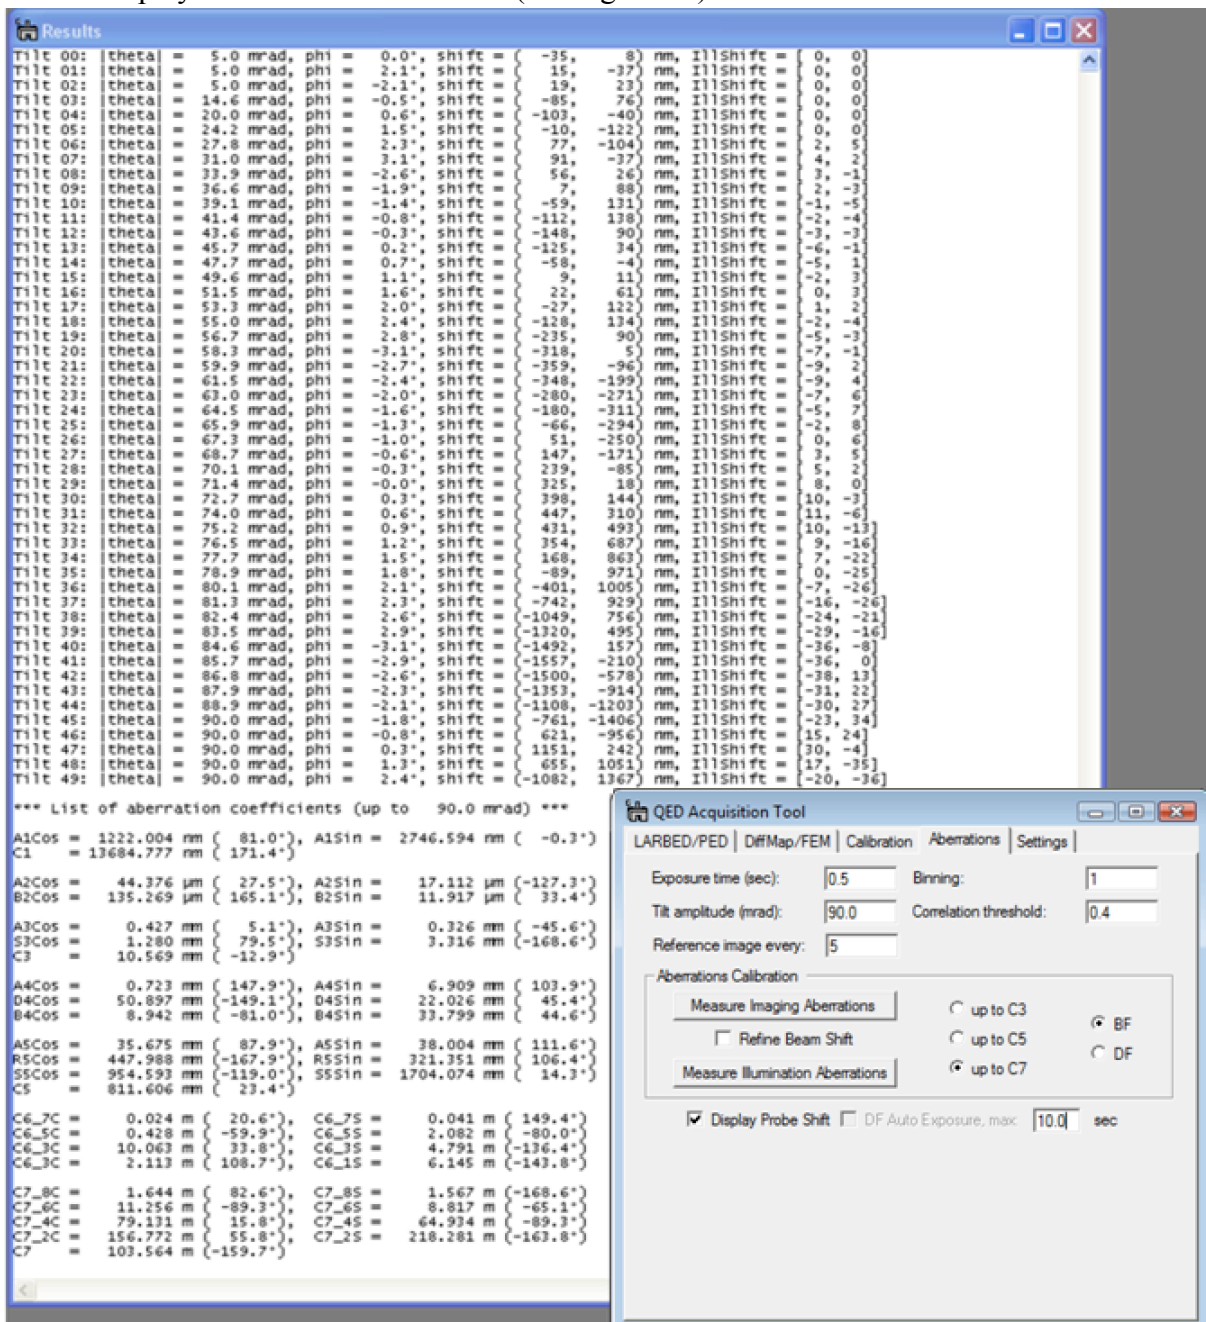 Results
Tilt 00: |theta| = 5.0 mrad, phi = 0.0°, shift = ( -35, 8) nm, IllShift = [ 0, 0]
Tilt 01: |theta| = 5.0 mrad, phi = 2.1°, shift = ( 15, -37) nm, IllShift = [ 0, 0]
Tilt 02: |theta| = 5.0 mrad, phi = -2.1°, shift = ( 19, 23) nm, IllShift = [ 0, 0]
Tilt 03: |theta| = 14.6 mrad, phi = -0.5°, shift = ( -85, 76) nm, IllShift = [ 0, 0]
Tilt 04: |theta| = 20.0 mrad, phi = 0.6°, shift = ( -103, -40) nm, IllShift = [ 0, 0]
Tilt 05: |theta| = 24.2 mrad, phi = 1.5°, shift = ( -10, -122) nm, IllShift = [ 0, 0]
Tilt 06: |theta| = 27.8 mrad, phi = 2.3°, shift = ( 77, -104) nm, IllShift = [ 2, 5]
Tilt 07: |theta| = 31.0 mrad, phi = 3.1°, shift = ( 91, -37) nm, IllShift = [ 4, 2]
Tilt 08: |theta| = 33.9 mrad, phi = -2.6°, shift = ( 56, 26) nm, IllShift = [ 3, -1]
Tilt 09: |theta| = 36.6 mrad, phi = -1.9°, shift = ( 7, 88) nm, IllShift = [ 2, -3]
Tilt 10: |theta| = 39.1 mrad, phi = -1.4°, shift = ( -59, 131) nm, IllShift = [-1, -5]
Tilt 11: |theta| = 41.4 mrad, phi = -0.8°, shift = ( -112, 138) nm, IllShift = [-2, -4]
Tilt 12: |theta| = 43.6 mrad, phi = -0.3°, shift = ( -148, 90) nm, IllShift = [-3, -3]
Tilt 13: |theta| = 45.7 mrad, phi = 0.2°, shift = ( -125, 34) nm, IllShift = [-6, -1]
Tilt 14: |theta| = 47.7 mrad, phi = 0.7°, shift = ( -58, -4) nm, IllShift = [-5, 1]
Tilt 15: |theta| = 49.6 mrad, phi = 1.1°, shift = ( 9, 11) nm, IllShift = [-2, 3]
Tilt 16: |theta| = 51.5 mrad, phi = 1.6°, shift = ( 22, 61) nm, IllShift = [ 0, 3]
Tilt 17: |theta| = 53.3 mrad, phi = 2.0°, shift = ( -27, 122) nm, IllShift = [ 1, 2]
Tilt 18: |theta| = 55.0 mrad, phi = 2.4°, shift = ( -128, 134) nm, IllShift = [-2, -4]
Tilt 19: |theta| = 56.7 mrad, phi = 2.8°, shift = ( -235, 90) nm, IllShift = [-5, -3]
Tilt 20: |theta| = 58.3 mrad, phi = -3.1°, shift = ( -318, 5) nm, IllShift = [-7, -1]
Tilt 21: |theta| = 59.9 mrad, phi = -2.7°, shift = ( -359, -96) nm, IllShift = [-9, 2]
Tilt 22: |theta| = 61.5 mrad, phi = -2.4°, shift = ( -348, -199) nm, IllShift = [-9, 4]
Tilt 23: |theta| = 63.0 mrad, phi = -2.0°, shift = ( -280, -271) nm, IllShift = [-7, 6]
Tilt 24: |theta| = 64.5 mrad, phi = -1.6°, shift = ( -180, -311) nm, IllShift = [-5, 7]
Tilt 25: |theta| = 65.9 mrad, phi = -1.3°, shift = ( -66, -294) nm, IllShift = [-2, 8]
Tilt 26: |theta| = 67.3 mrad, phi = -1.0°, shift = ( 51, -250) nm, IllShift = [ 0, 6]
Tilt 27: |theta| = 68.7 mrad, phi = -0.6°, shift = ( 147, -171) nm, IllShift = [ 3, 5]
Tilt 28: |theta| = 70.1 mrad, phi = -0.3°, shift = ( 239, -85) nm, IllShift = [ 5, 2]
Tilt 29: |theta| = 71.4 mrad, phi = -0.0°, shift = ( 325, 18) nm, IllShift = [ 8, 0]
Tilt 30: |theta| = 72.7 mrad, phi = 0.3°, shift = ( 398, 144) nm, IllShift = [10, -3]
Tilt 31: |theta| = 74.0 mrad, phi = 0.6°, shift = ( 447, 310) nm, IllShift = [11, -6]
Tilt 32: |theta| = 75.2 mrad, phi = 0.9°, shift = ( 431, 493) nm, IllShift = [10, -13]
Tilt 33: |theta| = 76.5 mrad, phi = 1.2°, shift = ( 354, 687) nm, IllShift = [ 9, -16]
Tilt 34: |theta| = 77.7 mrad, phi = 1.5°, shift = ( 168, 863) nm, IllShift = [ 7, -22]
Tilt 35: |theta| = 78.9 mrad, phi = 1.8°, shift = ( -89, 971) nm, IllShift = [ 0, -25]
Tilt 36: |theta| = 80.1 mrad, phi = 2.1°, shift = ( -401, 1005) nm, IllShift = [-7, -26]
Tilt 37: |theta| = 81.3 mrad, phi = 2.3°, shift = ( -742, 929) nm, IllShift = [-16, -26]
Tilt 38: |theta| = 82.4 mrad, phi = 2.6°, shift = (-1049, 756) nm, IllShift = [-24, -21]
Tilt 39: |theta| = 83.5 mrad, phi = 2.9°, shift = (-1320, 495) nm, IllShift = [-29, -16]
Tilt 40: |theta| = 84.6 mrad, phi = -3.1°, shift = (-1492, 157) nm, IllShift = [-36, -8]
Tilt 41: |theta| = 85.7 mrad, phi = -2.9°, shift = (-1557, -210) nm, IllShift = [-36, 0]
Tilt 42: |theta| = 86.8 mrad, phi = -2.6°, shift = (-1500, -578) nm, IllShift = [-38, 13]
Tilt 43: |theta| = 87.9 mrad, phi = -2.3°, shift = (-1353, -914) nm, IllShift = [-31, 22]
Tilt 44: |theta| = 88.9 mrad, phi = -2.1°, shift = (-1108, -1203) nm, IllShift = [-30, 27]
Tilt 45: |theta| = 90.0 mrad, phi = -1.8°, shift = ( -761, -1406) nm, IllShift = [-23, 34]
Tilt 46: |theta| = 90.0 mrad, phi = -0.8°, shift = ( 621, -956) nm, IllShift = [15, 24]
Tilt 47: |theta| = 90.0 mrad, phi = 0.3°, shift = ( 1151, 242) nm, IllShift = [30, -4]
Tilt 48: |theta| = 90.0 mrad, phi = 1.3°, shift = ( 655, 1051) nm, IllShift = [17, -35]
Tilt 49: |theta| = 90.0 mrad, phi = 2.4°, shift = (-1082, 1367) nm, IllShift = [-20, -36]
*** List of aberration coefficients (up to 90.0 mrad) ***
A1Cos = 1222.004 nm ( 81.0°), A1Sin = 2746.594 nm ( -0.3°)
C1 = 13684.777 nm ( 171.4°)
A2Cos = 44.376 µm ( 27.5°), A2Sin = 17.112 µm (-127.3°)
B2Cos = 135.269 µm ( 165.1°), B2Sin = 11.917 µm ( 33.4°)
A3Cos = 0.427 mm ( 5.1°), A3Sin = 0.326 mm ( -45.6°)
S3Cos = 1.280 mm ( 79.5°), S3Sin = 3.316 mm (-168.6°)
C3 = 10.569 mm ( -12.9°)
A4Cos = 0.723 mm ( 147.9°), A4Sin = 6.909 mm ( 103.9°)
D4Cos = 50.897 mm (-149.1°), D4Sin = 22.026 mm ( 45.4°)
B4Cos = 8.942 mm ( -81.0°), B4Sin = 33.799 mm ( 44.6°)
A5Cos = 35.675 mm ( 87.9°), A5Sin = 38.004 mm ( 111.6°)
R5Cos = 447.988 mm (-167.9°), R5Sin = 321.351 mm ( 106.4°)
S5Cos = 954.593 mm (-119.0°), S5Sin = 1704.074 mm ( 14.3°)
C5 = 811.606 mm ( 23.4°)
C6_7C = 0.024 m ( 20.6°), C6_7S = 0.041 m ( 149.4°)
C6_5C = 0.428 m ( -59.9°), C6_5S = 2.082 m ( -80.0°)
C6_3C = 10.063 m ( 33.8°), C6_3S = 4.791 m (-136.4°)
C6_3C = 2.113 m ( 108.7°), C6_1S = 6.145 m (-143.8°)
C7_8C = 1.644 m ( 82.6°), C7_8S = 1.567 m (-168.6°)
C7_6C = 11.256 m ( -89.3°), C7_6S = 8.817 m ( -65.1°)
C7_4C = 79.131 m ( 15.8°), C7_4S = 64.934 m ( -89.3°)
C7_2C = 156.772 m ( 55.8°), C7_2S = 218.281 m (-163.8°)
C7 = 103.564 m (-159.7°)
QED Acquisition Tool
LARBED/PED | DiffMap/FEM | Calibration | Aberrations | Settings
Exposure time (sec): 0.5 Binning: 1
Tilt amplitude (mrad): 90.0 Correlation threshold: 0.4
Reference image every: 5
Aberrations Calibration
Measure Imaging Aberrations up to C3
BF
Refine Beam Shift up to C5
DF
Measure Illumination Aberrations up to C7
Display Probe Shift DF Auto Exposure, max: 10.0 sec